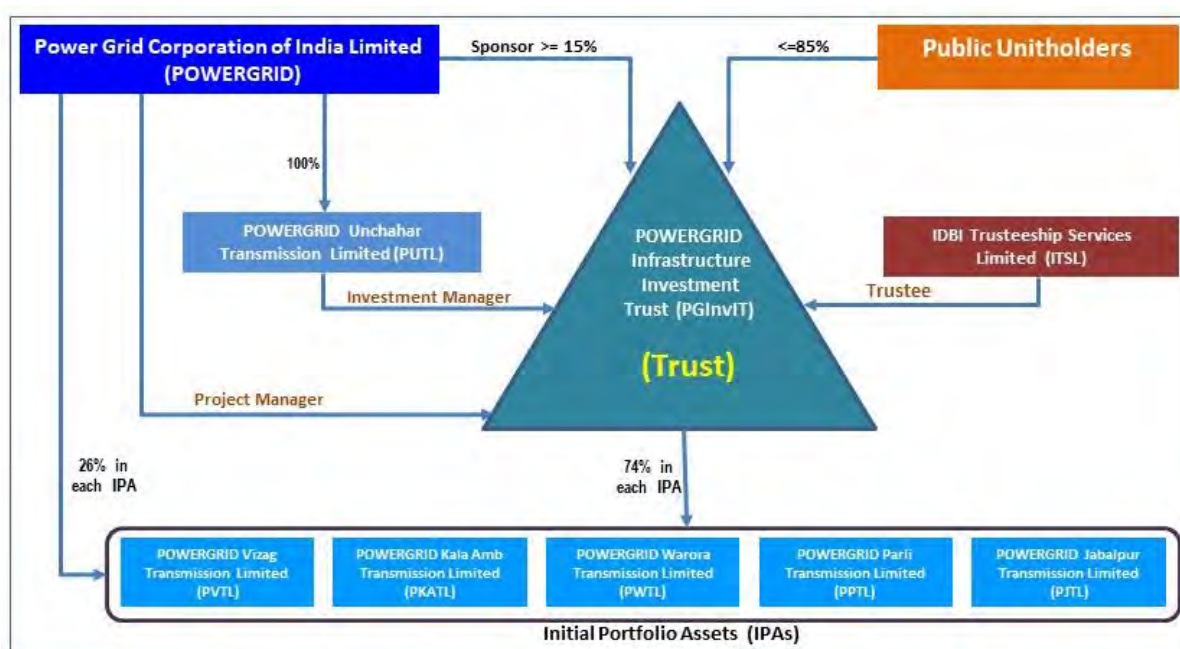 Power Grid Corporation of India Limited
(POWERGRID)
Sponsor >= 15%
<=85%
Public Unitholders
100%
POWERGRID Unchahar
Transmission Limited (PUTL)
POWERGRID
Infrastructure
Investment
Trust (PGInvIT)
(Trust)
IDBI Trusteeship Services
Limited (ITSL)
Investment Manager
Trustee
Project Manager
26% in
each IPA
74% in
each IPA
POWERGRID Vizag
Transmission Limited
(PVTL)
POWERGRID Kala Amb
Transmission Limited
(PKATL)
POWERGRID Warora
Transmission Limited
(PWTL)
POWERGRID Parli
Transmission Limited
(PPTL)
POWERGRID Jabalpur
Transmission Limited
(PJTL)
Initial Portfolio Assets (IPAs)